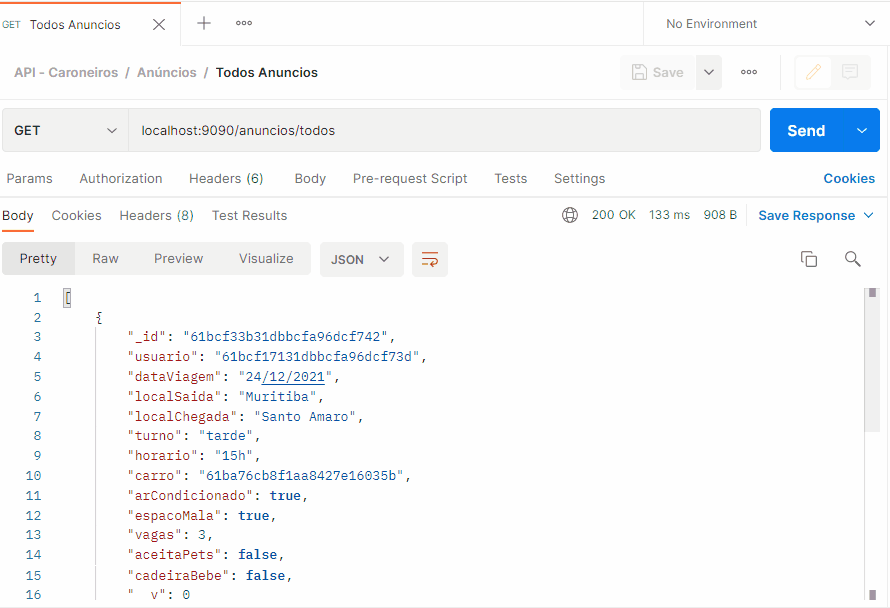 GET Todos Anuncios No Environment
API - Caroneiros / Anúncios / Todos Anuncios Save
GET localhost:9090/anuncios/todos Send
Params Authorization Headers (6) Body Pre-request Script Tests Settings Cookies
Body Cookies Headers (8) Test Results 200 OK 133 ms 908 B Save Response
Pretty Raw Preview Visualize JSON
1 [
2 {
3 "_id": "61bcf33b31dbbcfa96dcf742",
4 "usuario": "61bcf17131dbbcfa96dcf73d",
5 "dataViagem": "24/12/2021",
6 "localSaida": "Muritiba",
7 "localChegada": "Santo Amaro",
8 "turno": "tarde",
9 "horario": "15h",
10 "carro": "61ba76cb8f1aa8427e16035b",
11 "arCondicionado": true,
12 "espacoMala": true,
13 "vagas": 3,
14 "aceitaPets": false,
15 "cadeiraBebe": false,
16 "__v": 0